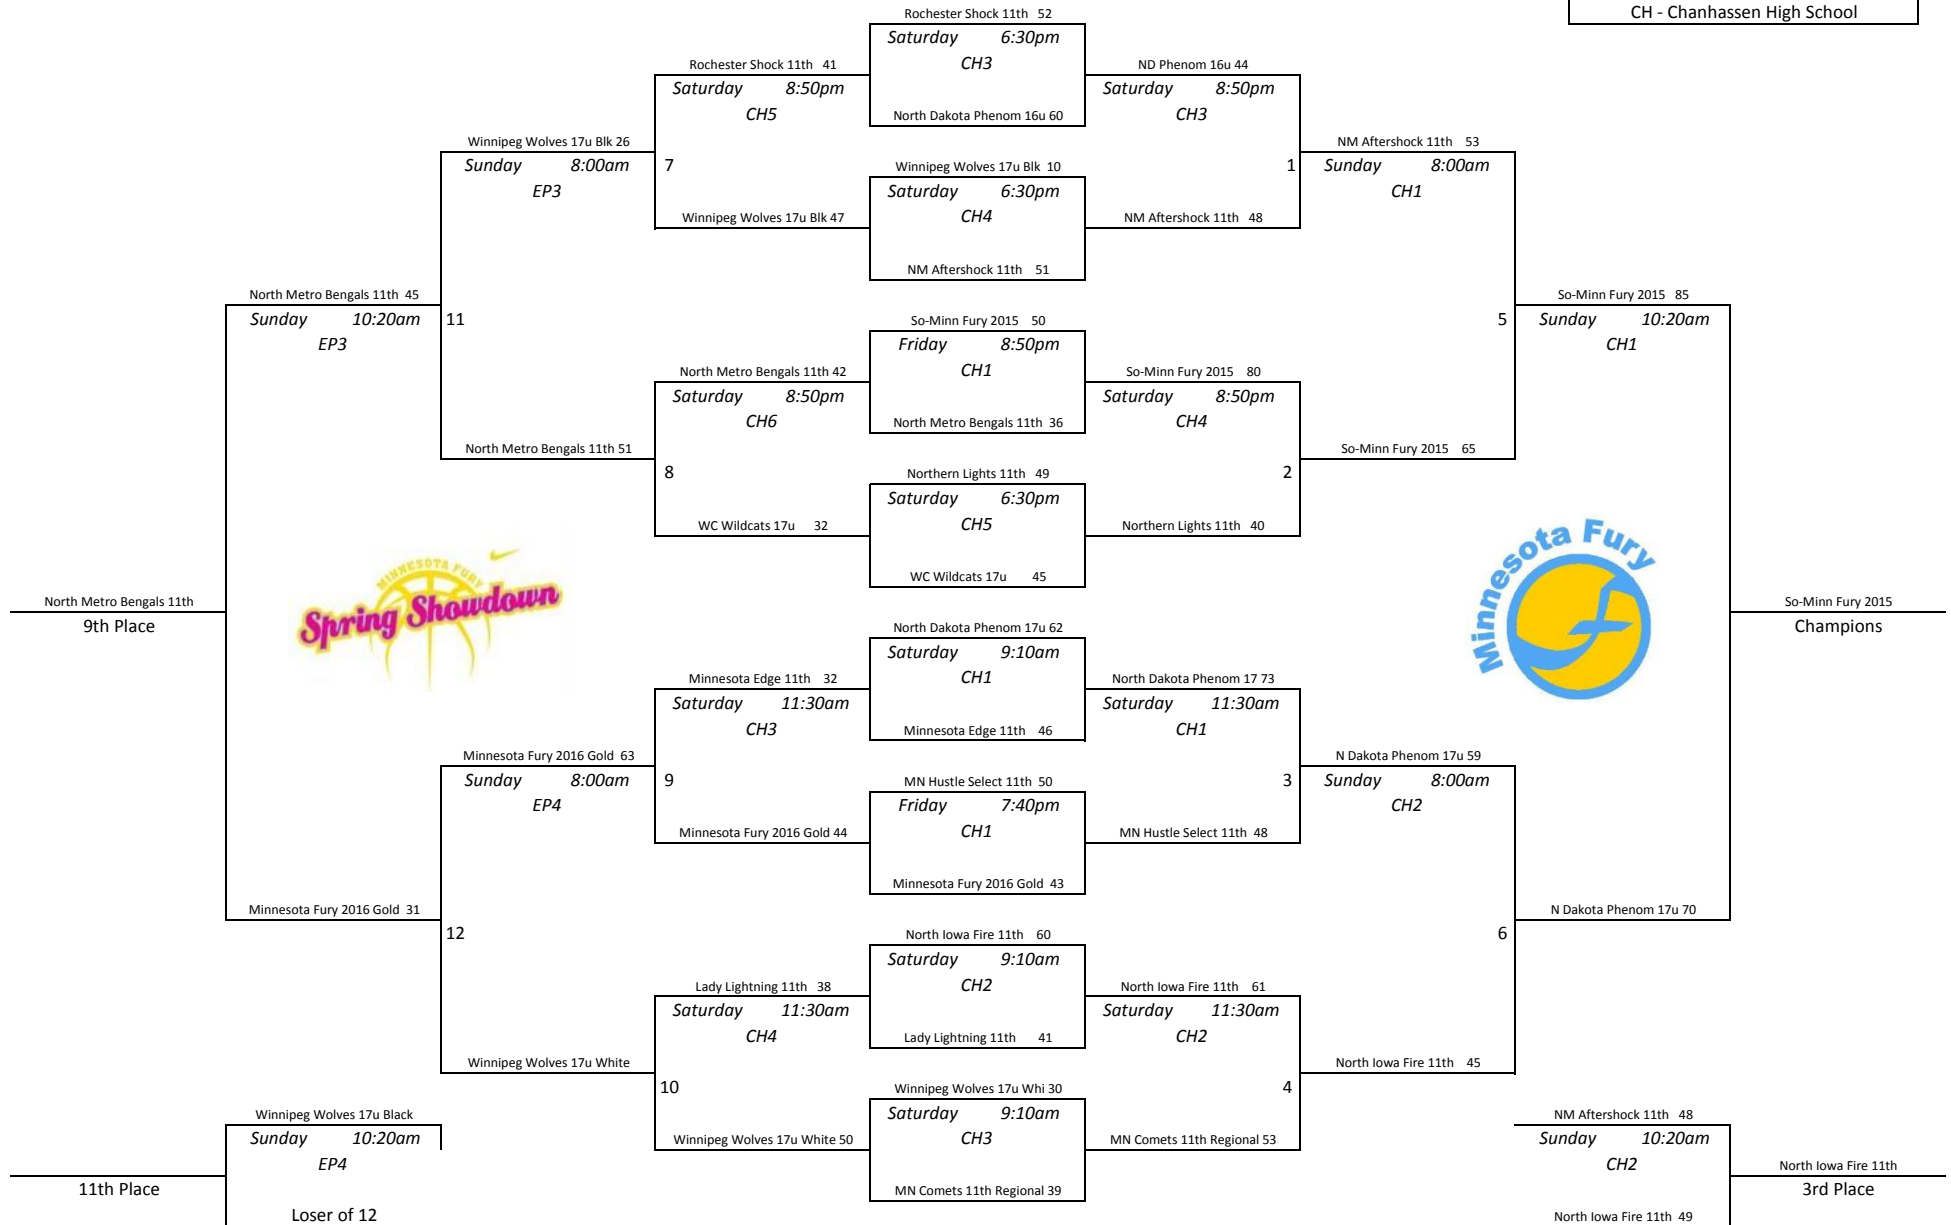 Rochester Shock 11th 52
CH - Chanhassen High School
Saturday 6:30pm
CH3
Rochester Shock 11th 41
ND Phenom 16u 44
Saturday 8:50pm
CH5
Saturday 8:50pm
CH3
North Dakota Phenom 16u 60
Winnipeg Wolves 17u Blk 26
NM Aftershock 11th 53
Sunday 8:00am
EP3
7
Winnipeg Wolves 17u Blk 10
1
Sunday 8:00am
CH1
Saturday 6:30pm
CH4
Winnipeg Wolves 17u Blk 47
NM Aftershock 11th 48
NM Aftershock 11th 51
North Metro Bengals 11th 45
So-Minn Fury 2015 85
Sunday 10:20am
EP3
11
So-Minn Fury 2015 50
5
Sunday 10:20am
CH1
Friday 8:50pm
CH1
North Metro Bengals 11th 42
So-Minn Fury 2015 80
Saturday 8:50pm
CH6
Saturday 8:50pm
CH4
North Metro Bengals 11th 36
North Metro Bengals 11th 51
So-Minn Fury 2015 65
8
Northern Lights 11th 49
2
Saturday 6:30pm
CH5
WC Wildcats 17u 32
Northern Lights 11th 40
WC Wildcats 17u 45
MINNESOTA FURY
Spring Showdown
Minnesota Fury
North Metro Bengals 11th
9th Place
So-Minn Fury 2015
Champions
North Dakota Phenom 17u 62
Saturday 9:10am
CH1
Minnesota Edge 11th 32
North Dakota Phenom 17 73
Saturday 11:30am
CH3
Saturday 11:30am
CH1
Minnesota Edge 11th 46
Minnesota Fury 2016 Gold 63
N Dakota Phenom 17u 59
Sunday 8:00am
EP4
9
MN Hustle Select 11th 50
3
Sunday 8:00am
CH2
Friday 7:40pm
CH1
Minnesota Fury 2016 Gold 44
MN Hustle Select 11th 48
Minnesota Fury 2016 Gold 43
Minnesota Fury 2016 Gold 31
N Dakota Phenom 17u 70
12
North Iowa Fire 11th 60
6
Saturday 9:10am
CH2
Lady Lightning 11th 38
North Iowa Fire 11th 61
Saturday 11:30am
CH4
Saturday 11:30am
CH2
Lady Lightning 11th 41
Winnipeg Wolves 17u White
North Iowa Fire 11th 45
10
Winnipeg Wolves 17u Whi 30
4
Winnipeg Wolves 17u Black
Saturday 9:10am
CH3
NM Aftershock 11th 48
Sunday 10:20am
EP4
Winnipeg Wolves 17u White 50
MN Comets 11th Regional 53
Sunday 10:20am
CH2
11th Place
North Iowa Fire 11th
3rd Place
MN Comets 11th Regional 39
Loser of 12
North Iowa Fire 11th 49